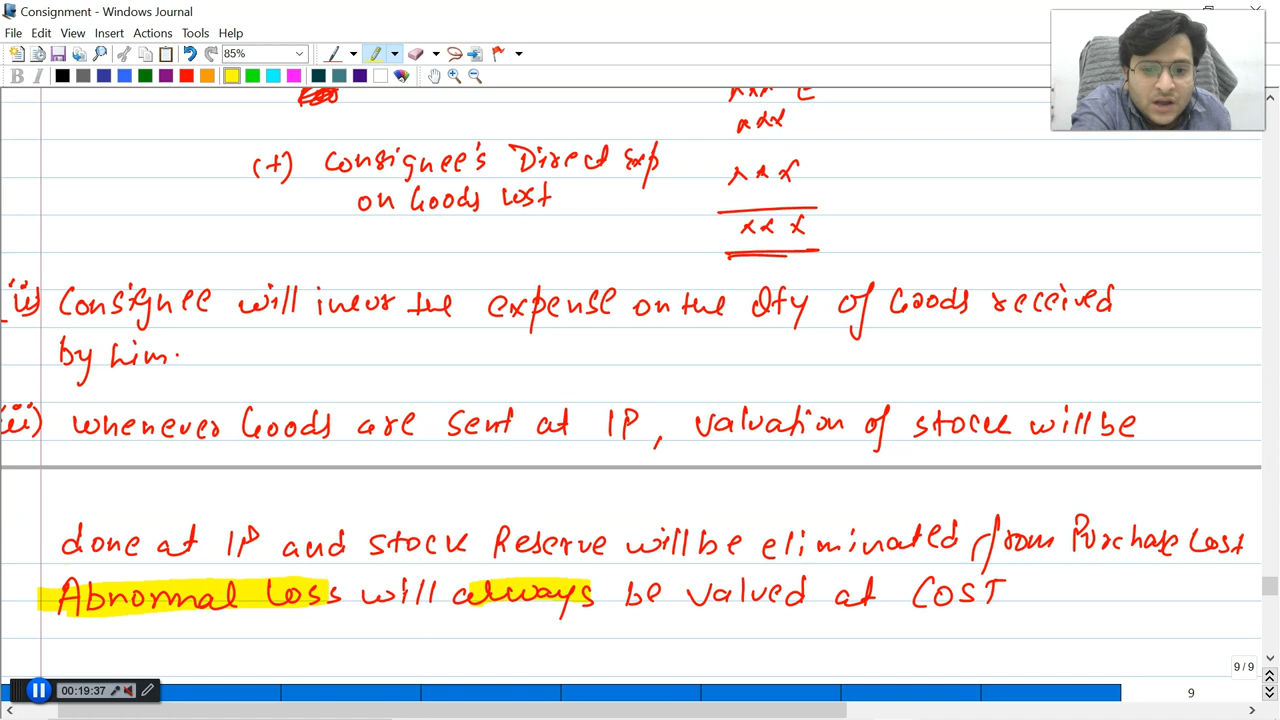 Consignment - Windows Journal
File Edit View Insert Actions Tools Help
85%
B I
xxx
xxx
(+) Consignee's Direct Exp xxx
on Goods Lost
xxx
(ii) Consignee will incur the expense on the Qty of Goods received
by him.
(iii) whenever Goods are sent at IP, valuation of stock will be
done at IP and stock Reserve will be eliminated from Purchase Cost
Abnormal Loss will always be valued at COST
9 / 9
00:19:37
9